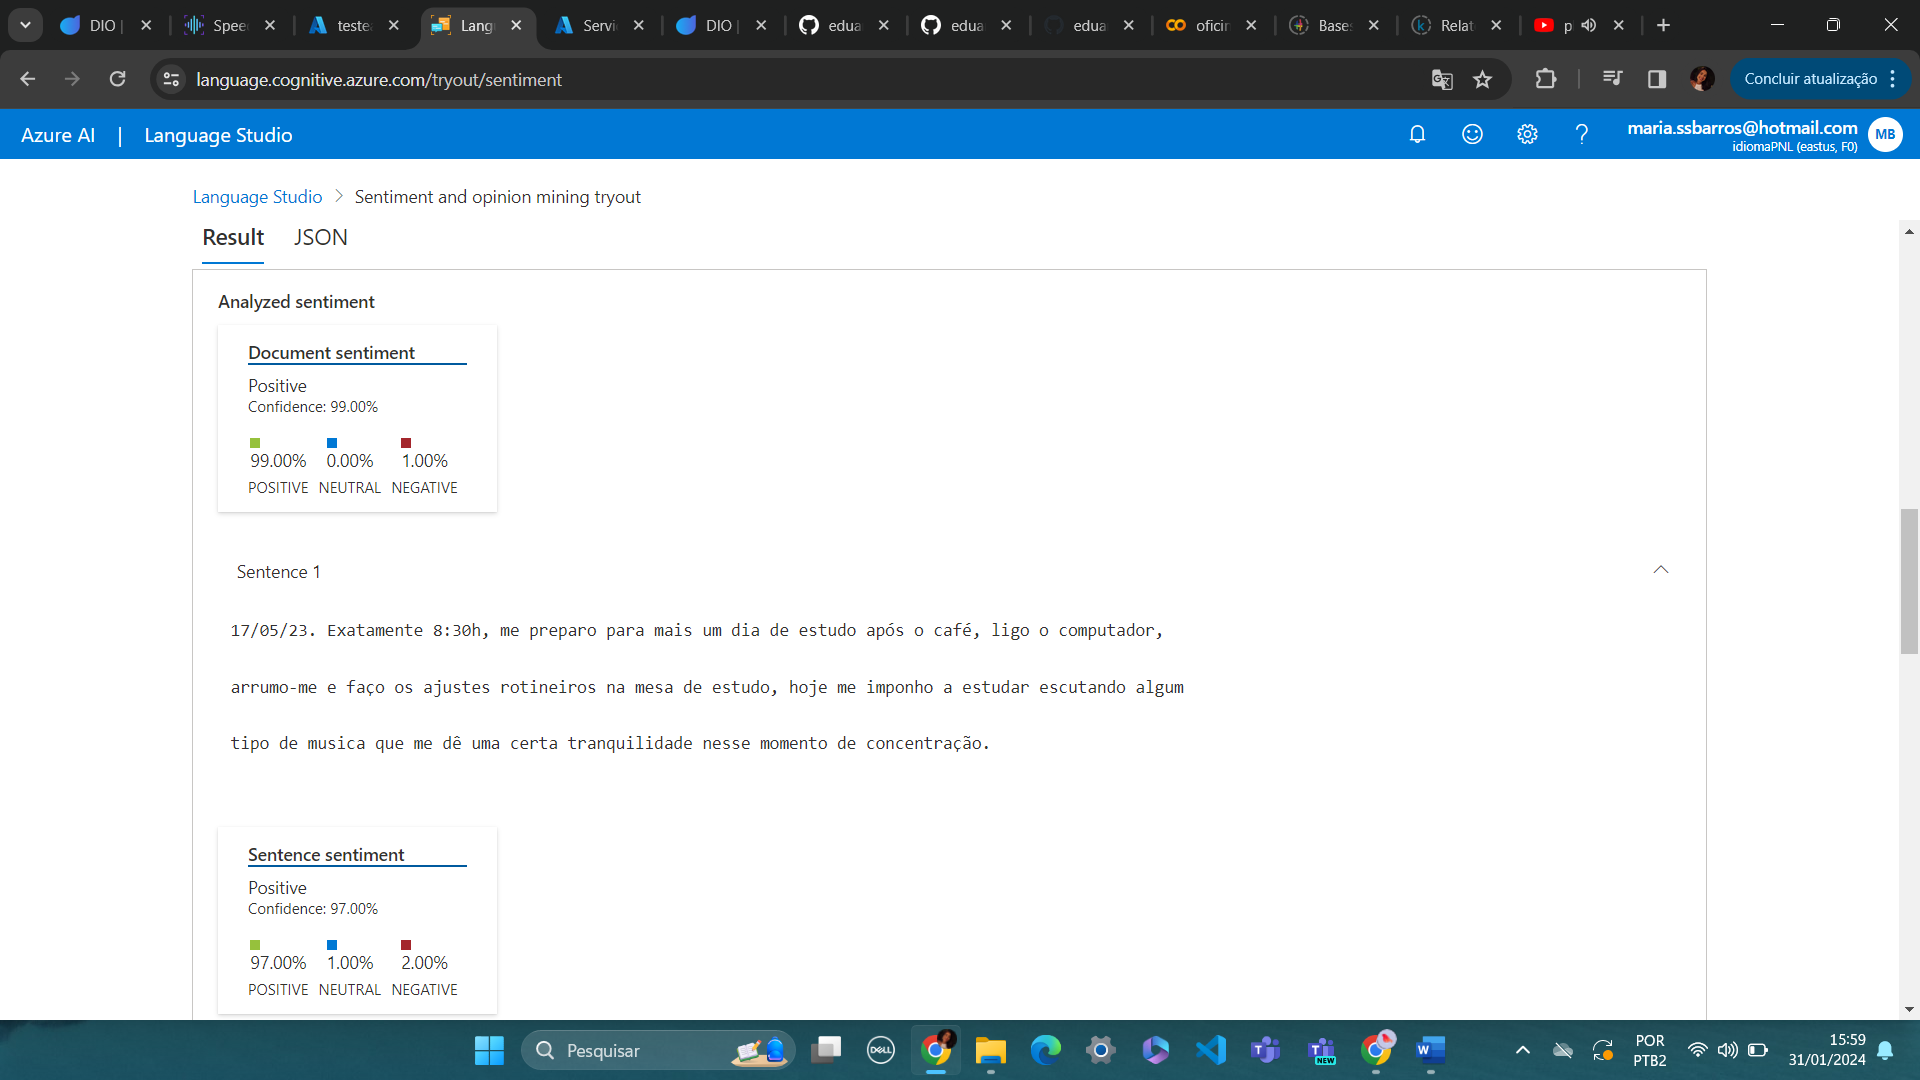 DIO |
Speec
testea
Lang
Servi
DIO |
edua
edua
edua
oficin
Bases
Relat
p
language.cognitive.azure.com/tryout/sentiment
Concluir atualização
Azure AI | Language Studio
maria.ssbarros@hotmail.com
idiomaPNL (eastus, F0)
MB
Language Studio > Sentiment and opinion mining tryout
Result JSON
Analyzed sentiment
Document sentiment
Positive
Confidence: 99.00%
99.00% 0.00% 1.00%
POSITIVE NEUTRAL NEGATIVE
Sentence 1
17/05/23. Exatamente 8:30h, me preparo para mais um dia de estudo após o café, ligo o computador,
arrumo-me e faço os ajustes rotineiros na mesa de estudo, hoje me imponho a estudar escutando algum
tipo de musica que me dê uma certa tranquilidade nesse momento de concentração.
Sentence sentiment
Positive
Confidence: 97.00%
97.00% 1.00% 2.00%
POSITIVE NEUTRAL NEGATIVE
Pesquisar
DELL
NEW
POR
PTB2
15:59
31/01/2024